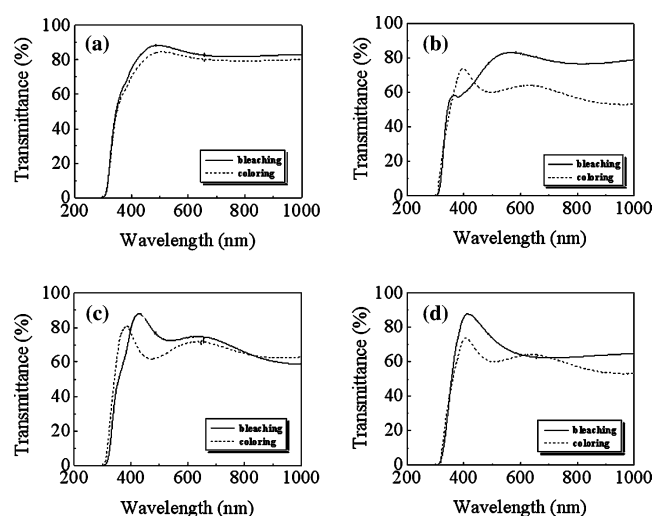 (a)
Transmittance (%)
100
80
60
40
20
0
bleaching
coloring
200 400 600 800 1000
Wavelength (nm)
(b)
Transmittance (%)
100
80
60
40
20
0
bleaching
coloring
200 400 600 800 1000
Wavelength (nm)
(c)
Transmittance (%)
100
80
60
40
20
0
bleaching
coloring
200 400 600 800 1000
Wavelength (nm)
(d)
Transmittance (%)
100
80
60
40
20
0
bleaching
coloring
200 400 600 800 1000
Wavelength (nm)